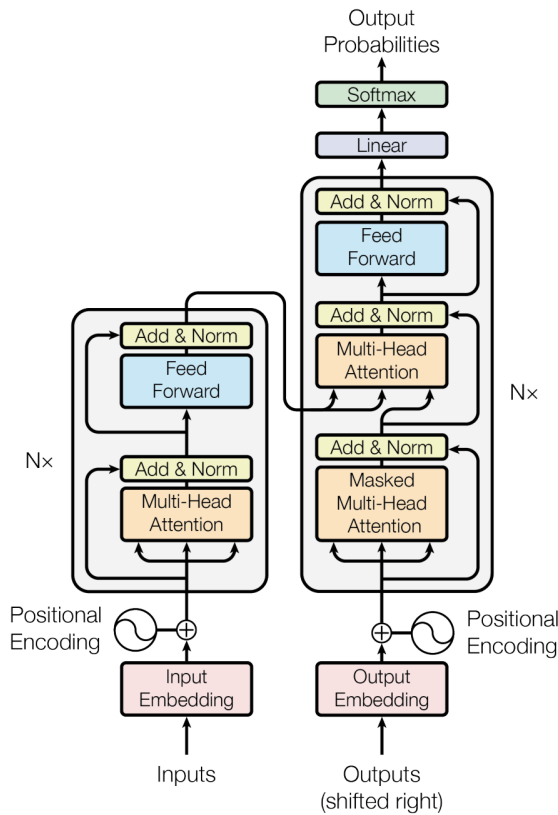 Output
Probabilities
Softmax
Linear
Add & Norm
Feed
Forward
Add & Norm
Multi-Head
Attention
Add & Norm
Masked
Multi-Head
Attention
N×
Add & Norm
Feed
Forward
Add & Norm
Multi-Head
Attention
N×
Positional
Encoding
Positional
Encoding
Input
Embedding
Output
Embedding
Inputs
Outputs
(shifted right)